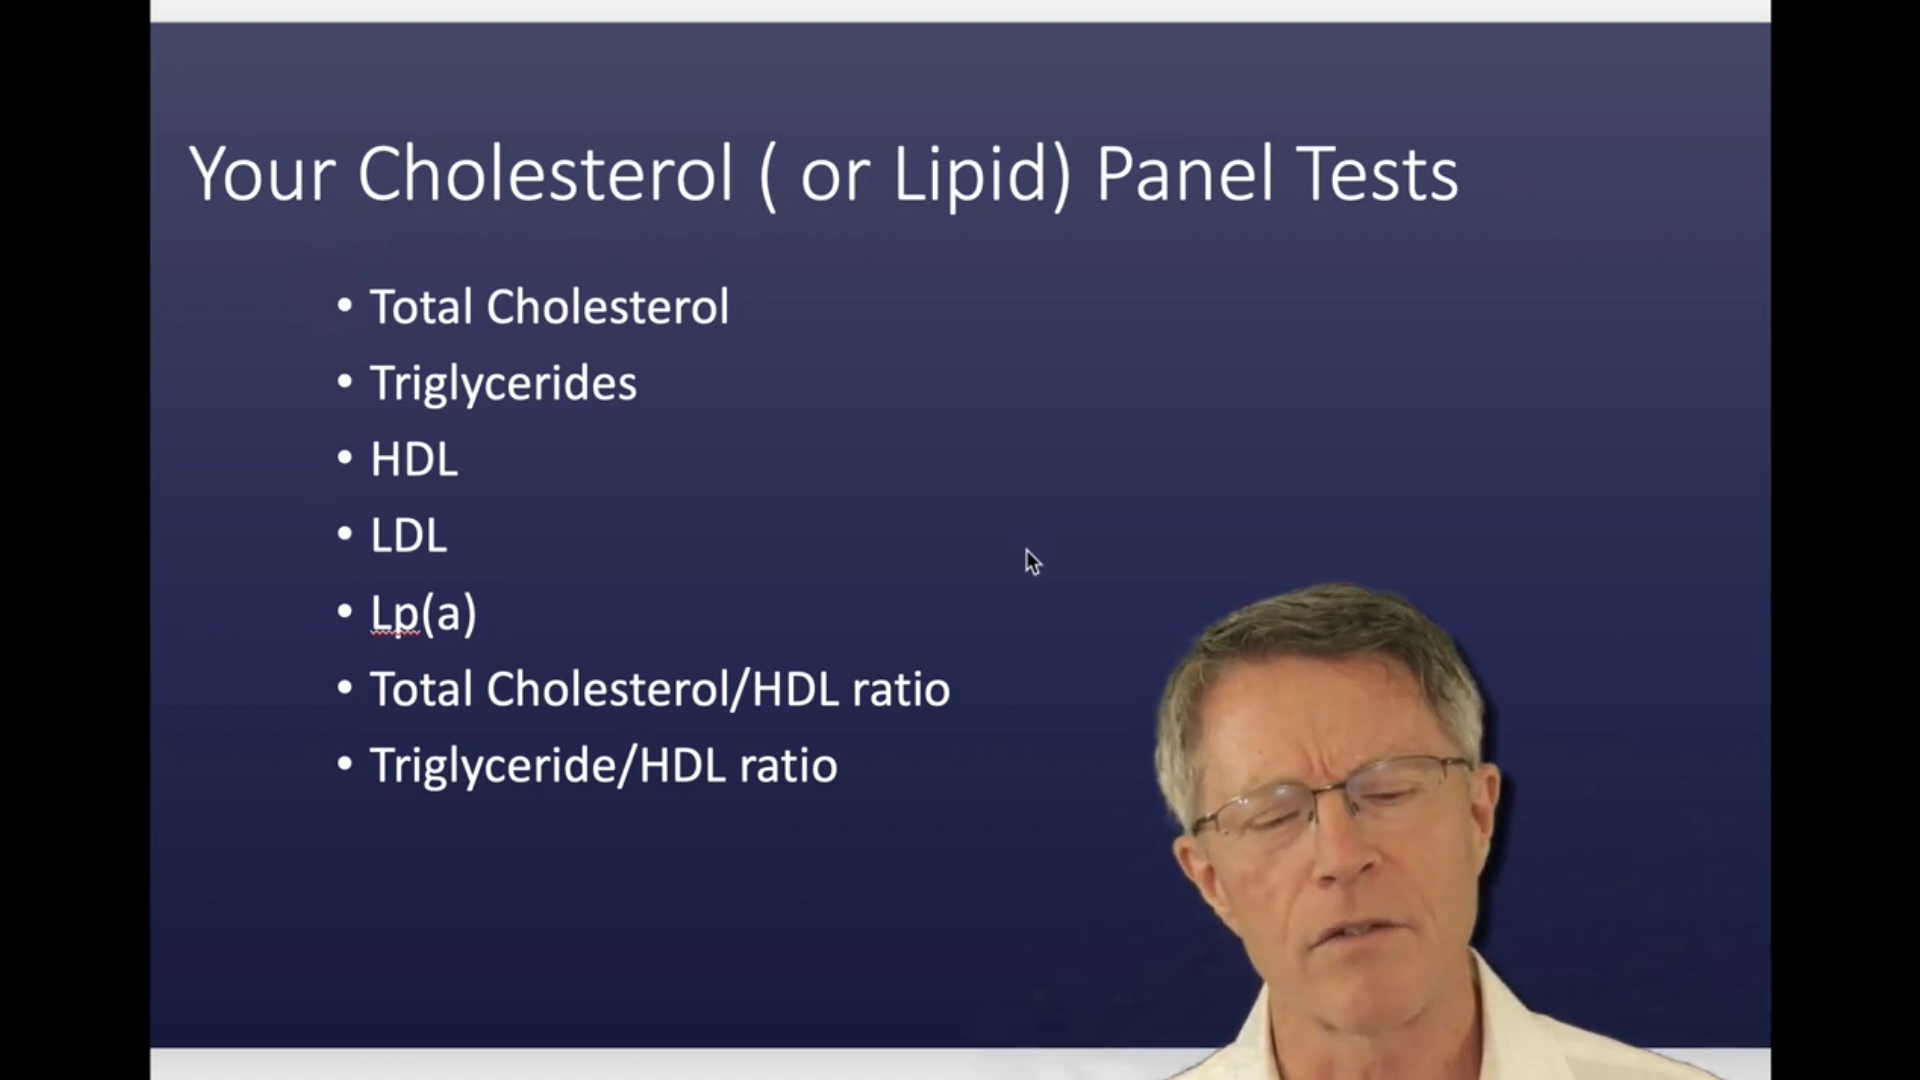 Your Cholesterol ( or Lipid) Panel Tests
• Total Cholesterol
• Triglycerides
• HDL
• LDL
• Lp(a)
• Total Cholesterol/HDL ratio
• Triglyceride/HDL ratio